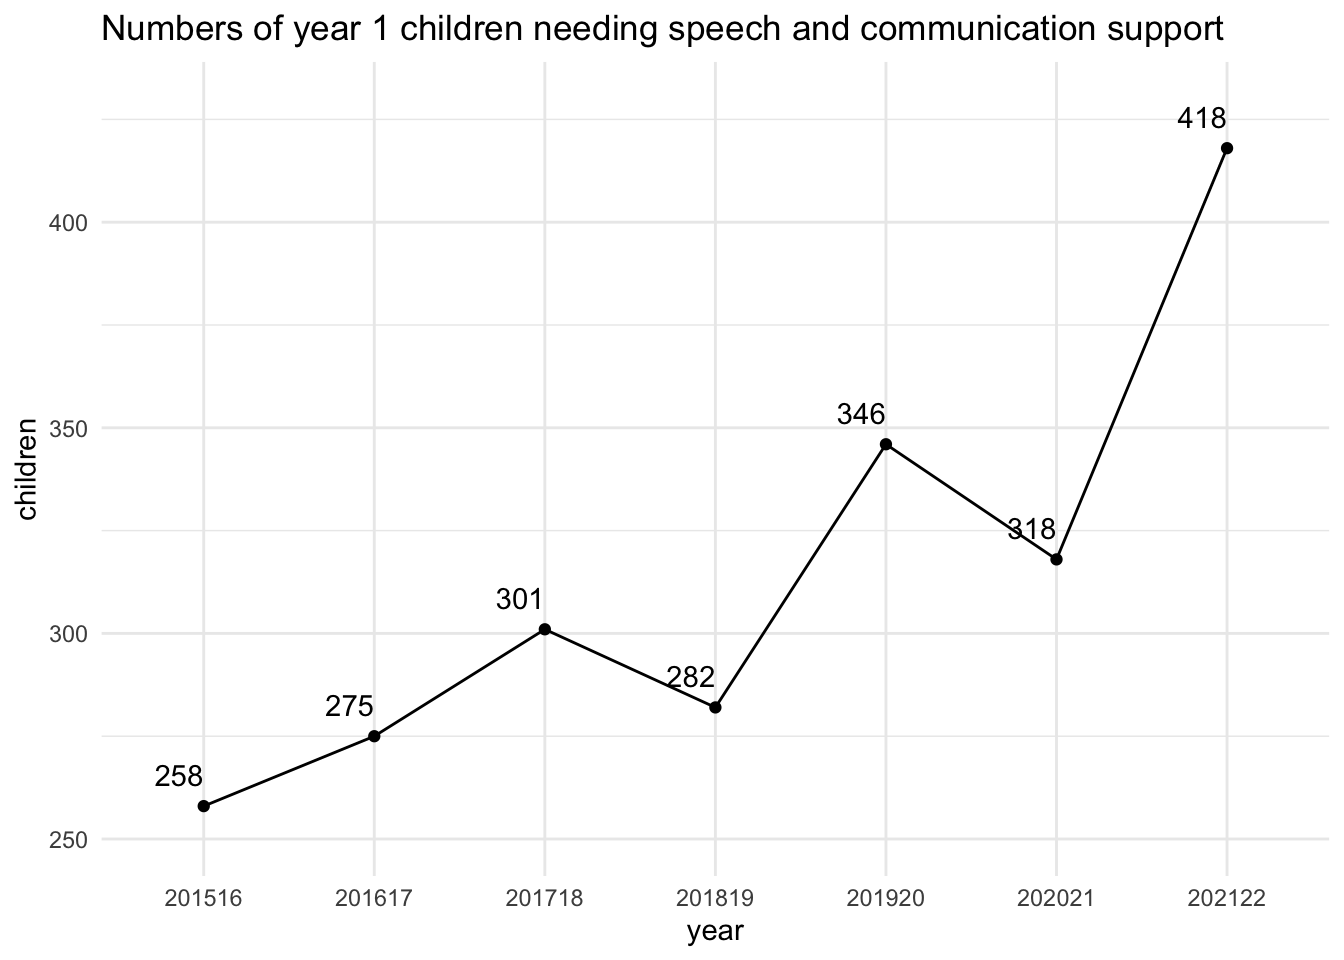 Numbers of year 1 children needing speech and communication support
418
400
346
350
children
318
301
300
282
275
258
250
201516 201617 201718 201819 201920 202021 202122
year